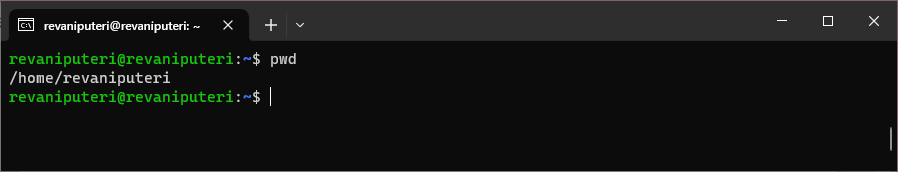 revaniputeri@revaniputeri: ~
revaniputeri@revaniputeri:~$ pwd
/home/revaniputeri
revaniputeri@revaniputeri:~$